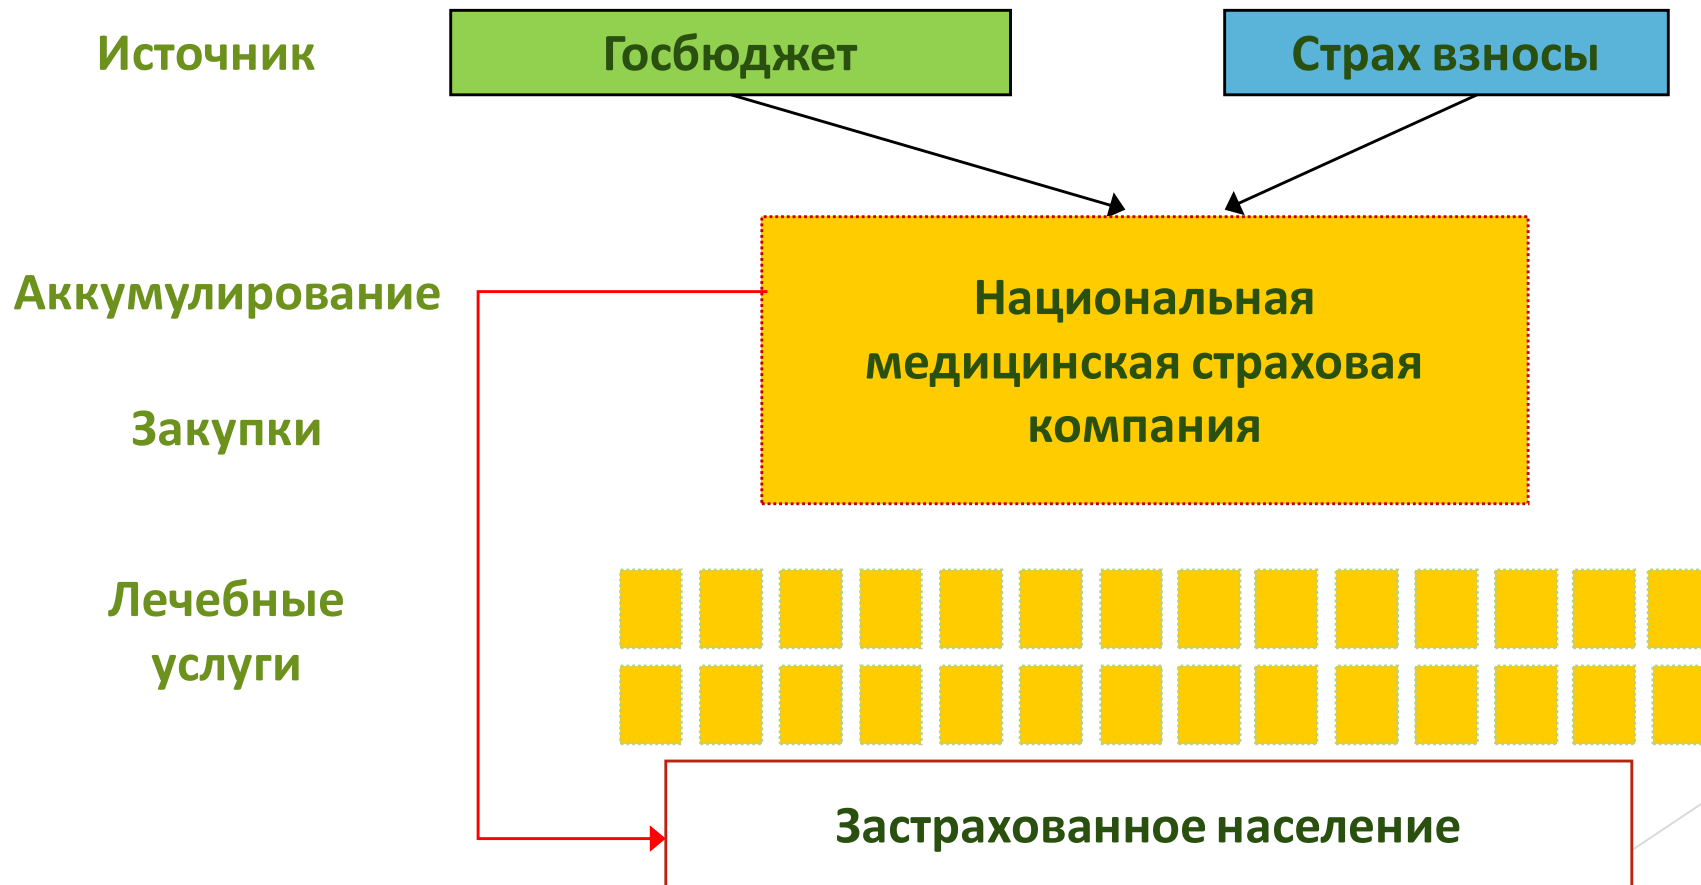 Источник
Госбюджет
Страх взносы
Аккумулирование
Национальная
медицинская страховая
компания
Закупки
Лечебные
услуги
Застрахованное население